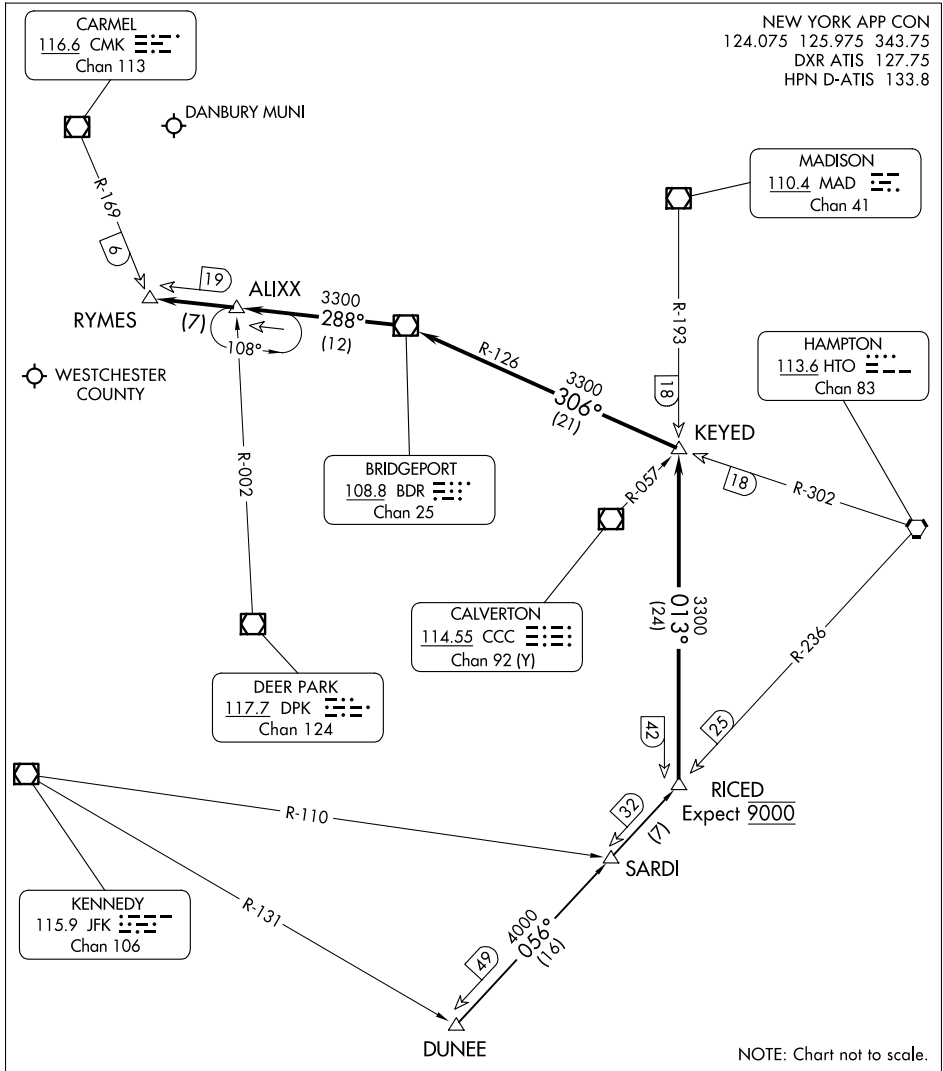 CARMEL
116.6 CMK
Chan 113
NEW YORK APP CON
124.075 125.975 343.75
DXR ATIS 127.75
HPN D-ATIS 133.8
DANBURY MUNI
MADISON
110.4 MAD
Chan 41
R-169
6
19
ALIXX
RYMES
(7)
3300
288°
(12)
108°
R-126
3300
306°
(21)
R-193
18
HAMPTON
113.6 HTO
Chan 83
WESTCHESTER
COUNTY
KEYED
R-002
BRIDGEPORT
108.8 BDR
Chan 25
R-057
18
R-302
CALVERTON
114.55 CCC
Chan 92 (Y)
3300
013°
(24)
R-236
DEER PARK
117.7 DPK
Chan 124
42
25
RICED
Expect 9000
R-110
32
(7)
SARDI
KENNEDY
115.9 JFK
Chan 106
R-131
4000
056°
(16)
49
DUNEE
NOTE: Chart not to scale.